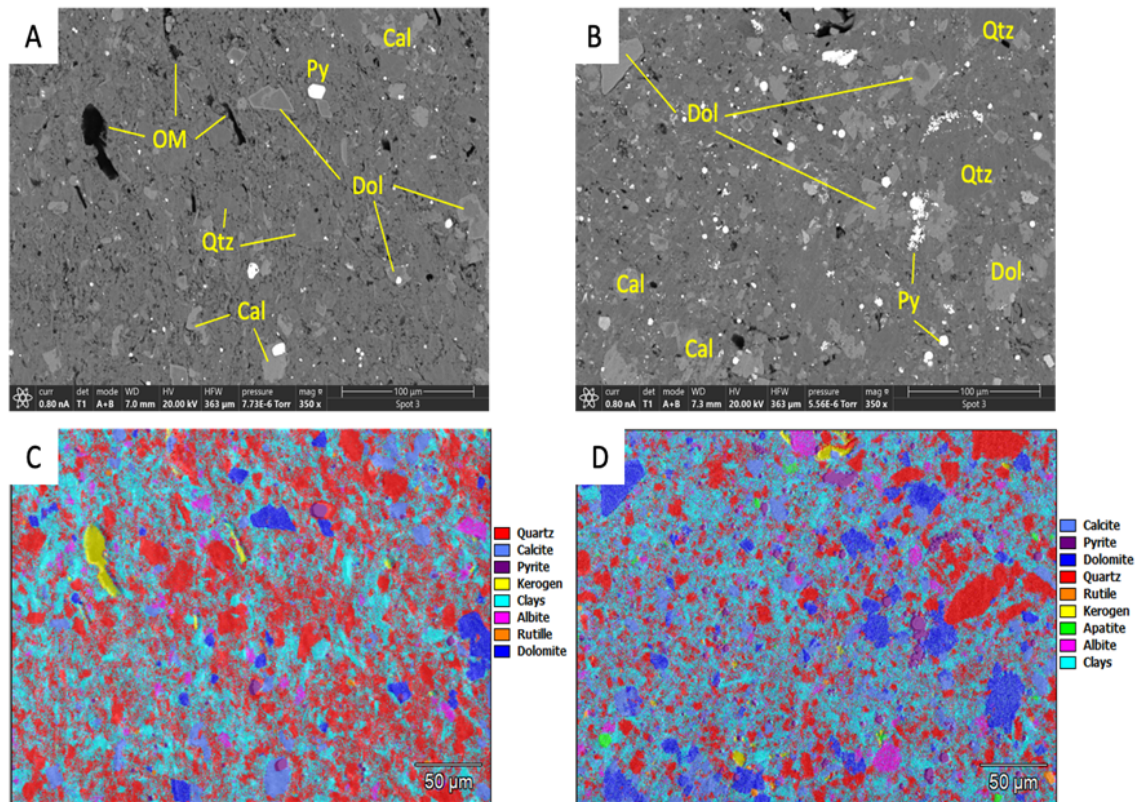 A
Cal
Py
OM
Dol
Qtz
Cal
curr det mode WD HV HFW pressure mag 100 µm
0.80 nA T1 A+B 7.0 mm 20.00 kV 363 µm 7.73E-6 Torr 350 x Spot 3
B
Qtz
Dol
Qtz
Cal
Dol
Py
Cal
curr det mode WD HV HFW pressure mag 100 µm
0.80 nA T1 A+B 7.3 mm 20.00 kV 363 µm 5.56E-6 Torr 350 x Spot 3
C
Quartz
Calcite
Pyrite
Kerogen
Clays
Albite
Rutille
Dolomite
50 µm
D
Calcite
Pyrite
Dolomite
Quartz
Rutile
Kerogen
Apatite
Albite
Clays
50 µm